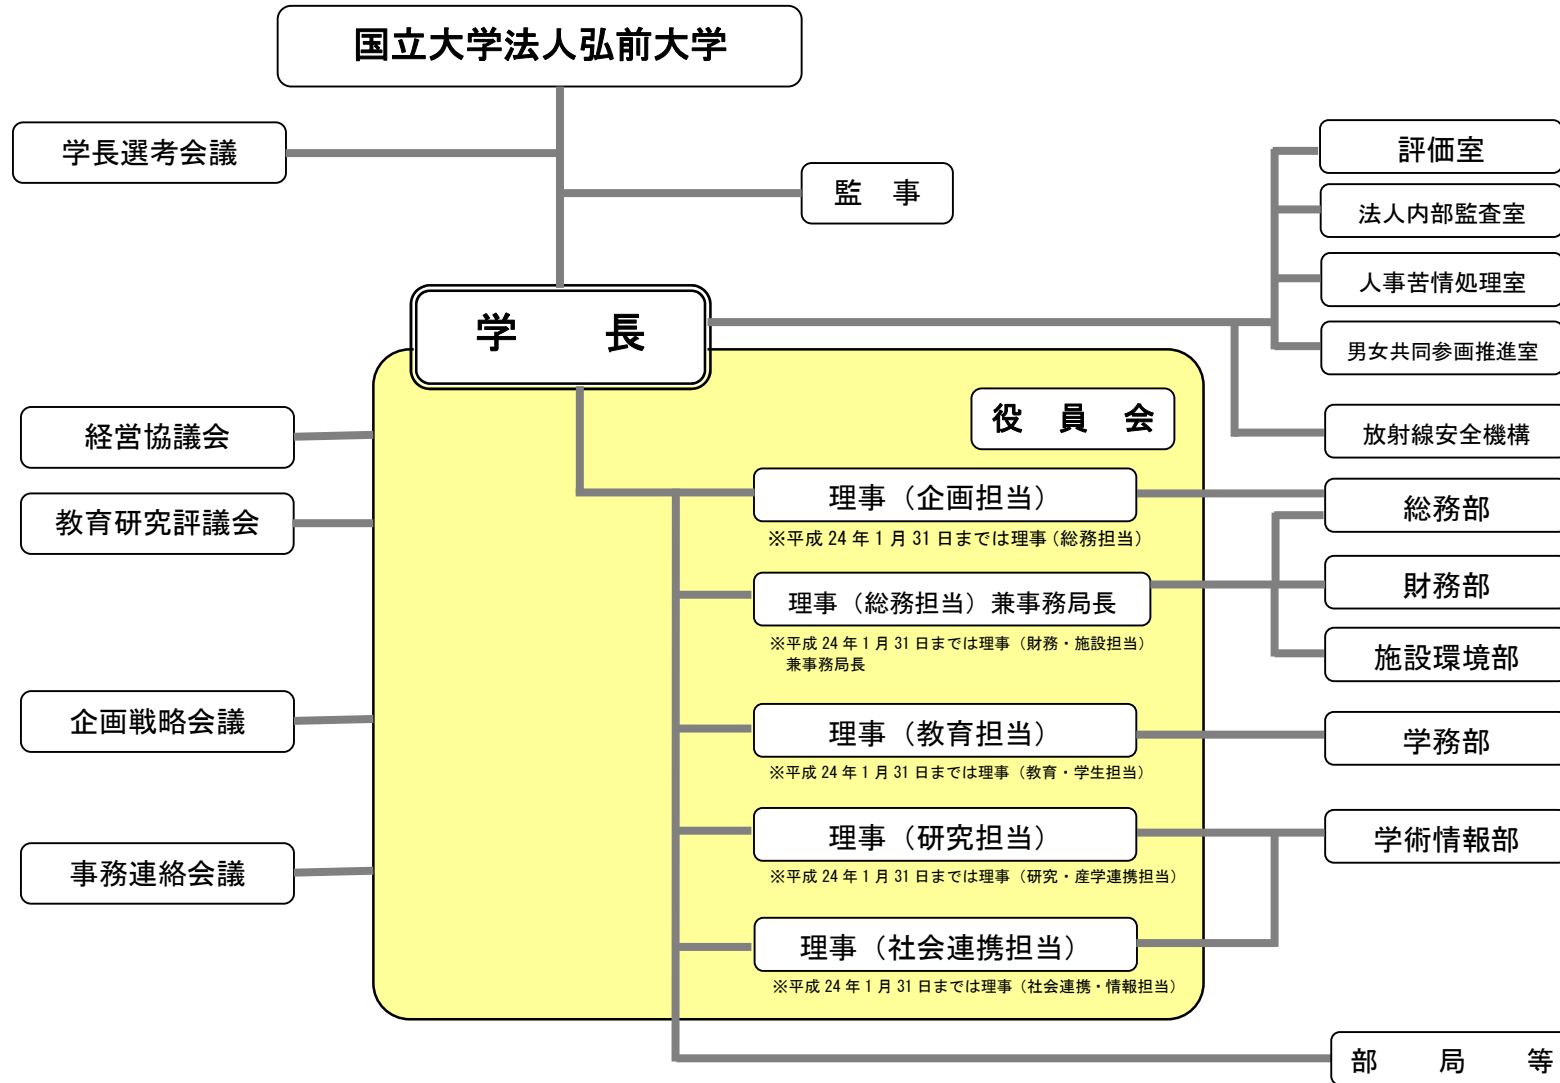 国立大学法人弘前大学
学長選考会議
監　事
評価室
法人内部監査室
人事苦情処理室
男女共同参画推進室
放射線安全機構
学　　長
役　員　会
経営協議会
教育研究評議会
企画戦略会議
事務連絡会議
理事（企画担当）
※平成 24 年 1 月 31 日までは理事（総務担当）
理事（総務担当）兼事務局長
※平成 24 年 1 月 31 日までは理事（財務・施設担当）
兼事務局長
理事（教育担当）
※平成 24 年 1 月 31 日までは理事（教育・学生担当）
理事（研究担当）
※平成 24 年 1 月 31 日までは理事（研究・産学連携担当）
理事（社会連携担当）
※平成 24 年 1 月 31 日までは理事（社会連携・情報担当）
総務部
財務部
施設環境部
学務部
学術情報部
部　局　等